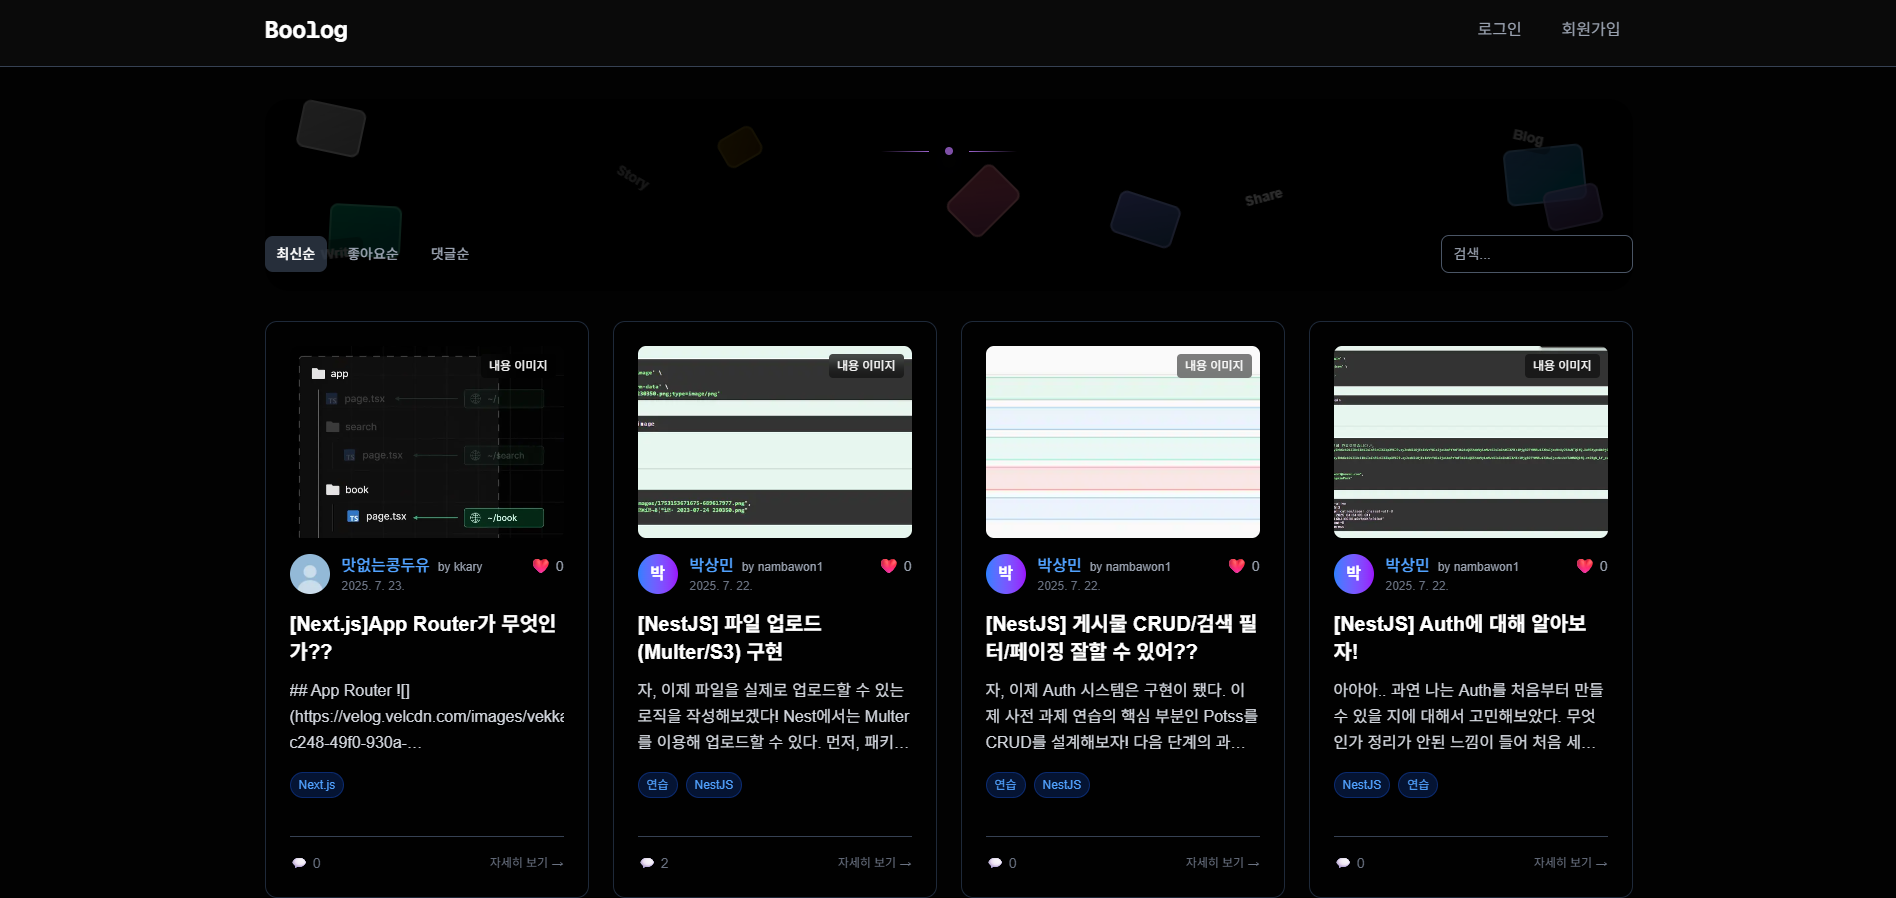 Boolog
로그인
회원가입
Story
Blog
Share
최신순
Write
좋아요순
댓글순
검색...
내용 이미지
app
page.tsx
~/
search
page.tsx
~/search
book
page.tsx
~/book
맛없는콩두유 by kkary
❤️ 0
2025. 7. 23.
[Next.js]App Router가 무엇인
가??
## App Router ![]
(https://velog.velcdn.com/images/vekka
c248-49f0-930a-…
Next.js
0
자세히 보기 →
내용 이미지
박
박상민 by nambawon1
0
2025. 7. 22.
[NestJS] 파일 업로드
(Multer/S3) 구현
자, 이제 파일을 실제로 업로드할 수 있는
로직을 작성해보겠다! Nest에서는 Multer
를 이용해 업로드할 수 있다. 먼저, 패키…
연습
NestJS
2
자세히 보기 →
내용 이미지
박
박상민 by nambawon1
0
2025. 7. 22.
[NestJS] 게시물 CRUD/검색 필
터/페이징 잘할 수 있어??
자, 이제 Auth 시스템은 구현이 됐다. 이
제 사전 과제 연습의 핵심 부분인 Potss를
CRUD를 설계해보자! 다음 단계의 과…
연습
NestJS
0
자세히 보기 →
내용 이미지
박
박상민 by nambawon1
0
2025. 7. 22.
[NestJS] Auth에 대해 알아보
자!
아아아.. 과연 나는 Auth를 처음부터 만들
수 있을 지에 대해서 고민해보았다. 무엇
인가 정리가 안된 느낌이 들어 처음 세…
NestJS
연습
0
자세히 보기 →